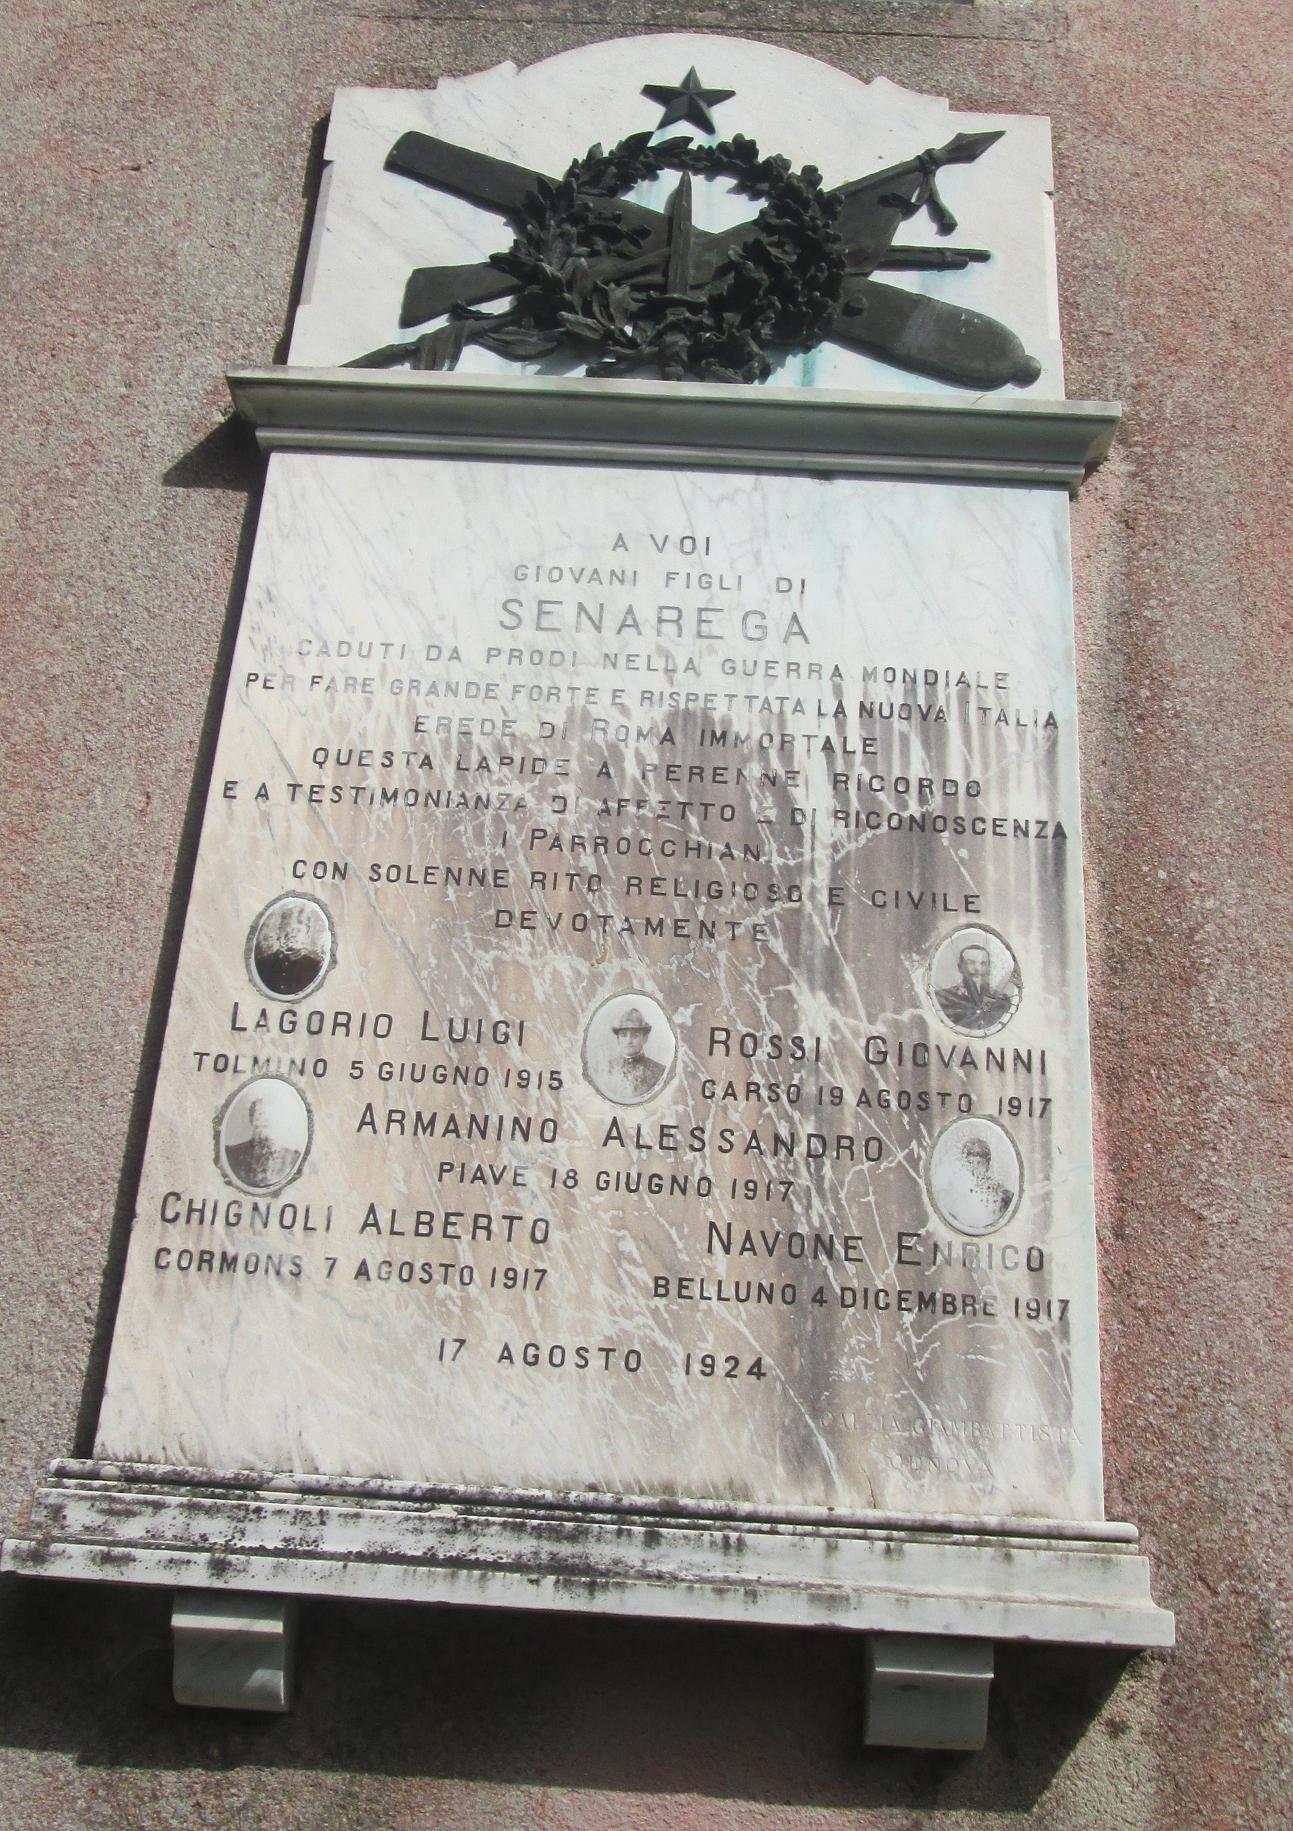 A VOI
GIOVANI FIGLI DI
SENAREGA
CADUTI DA PRODI NELLA GUERRA MONDIALE
PER FARE GRANDE FORTE E RISPETTATA LA NUOVA ITALIA
EREDE DI ROMA IMMORTALE
QUESTA LAPIDE A PERENNE RICORDO
E A TESTIMONIANZA DI AFFETTO E DI RICONOSCENZA
I PARROCCHIANI
CON SOLENNE RITO RELIGIOSO E CIVILE
DEVOTAMENTE
LAGORIO LUIGI
TOLMINO 5 GIUGNO 1915
ROSSI GIOVANNI
CARSO 19 AGOSTO 1917
ARMANINO ALESSANDRO
PIAVE 18 GIUGNO 1917
CHIGNOLI ALBERTO
CORMONS 7 AGOSTO 1917
NAVONE ENRICO
BELLUNO 4 DICEMBRE 1917
17 AGOSTO 1924
GIAMBATTISTA